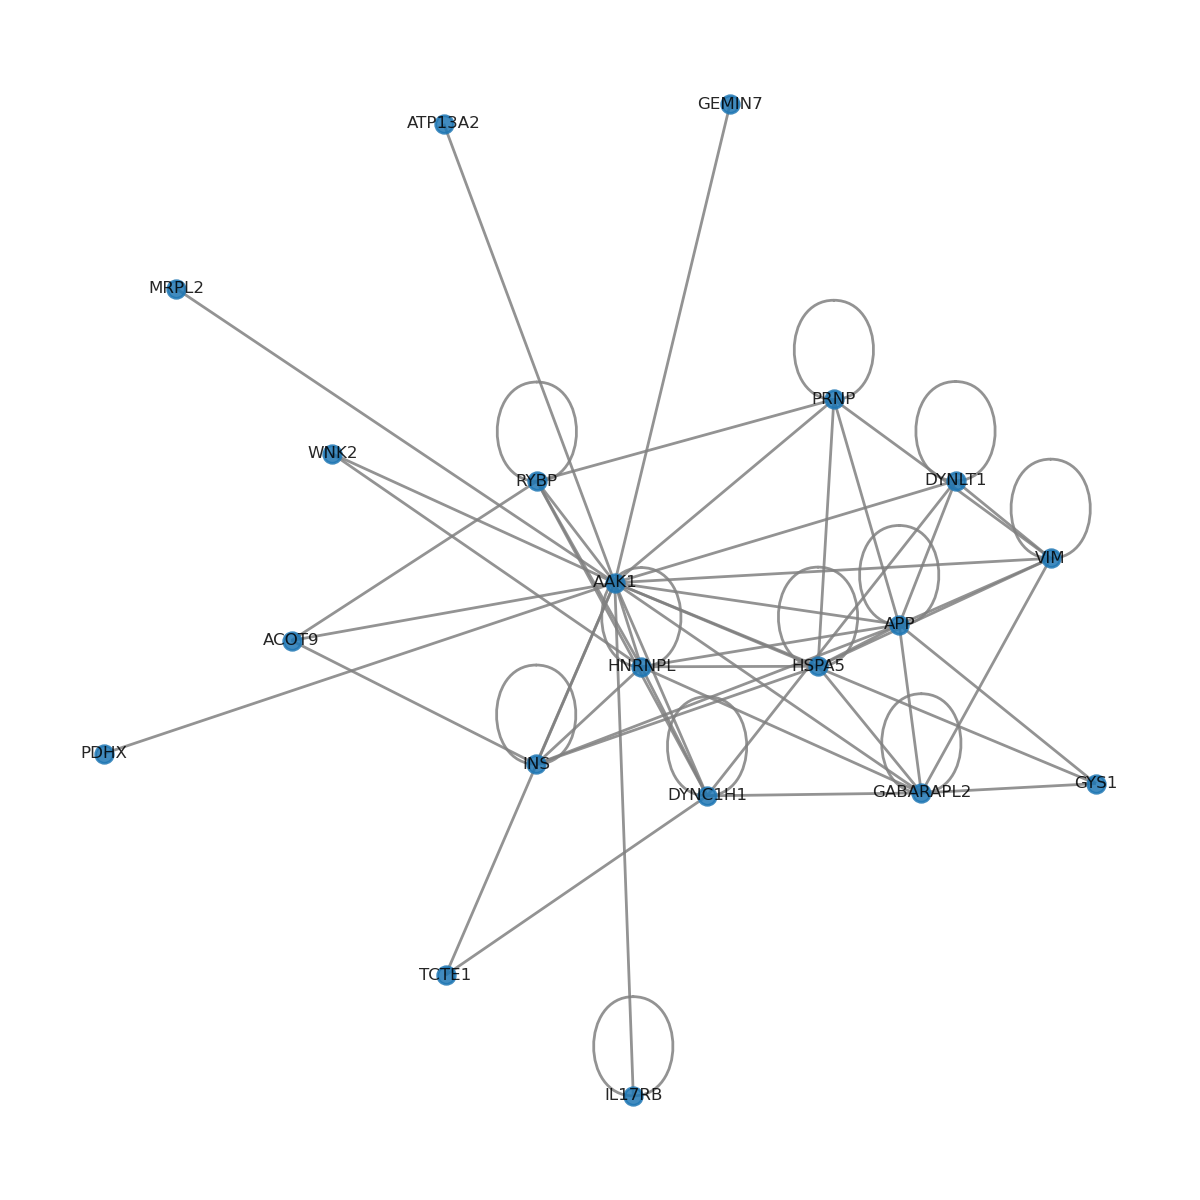 GEMIN7
ATP13A2
MRPL2
PRNP
WNK2
RYBP
DYNLT1
VIM
AAK1
APP
ACOT9
HNRNPL
HSPA5
PDHX
INS
DYNC1H1
GABARAPL2
GYS1
TCTE1
IL17RB